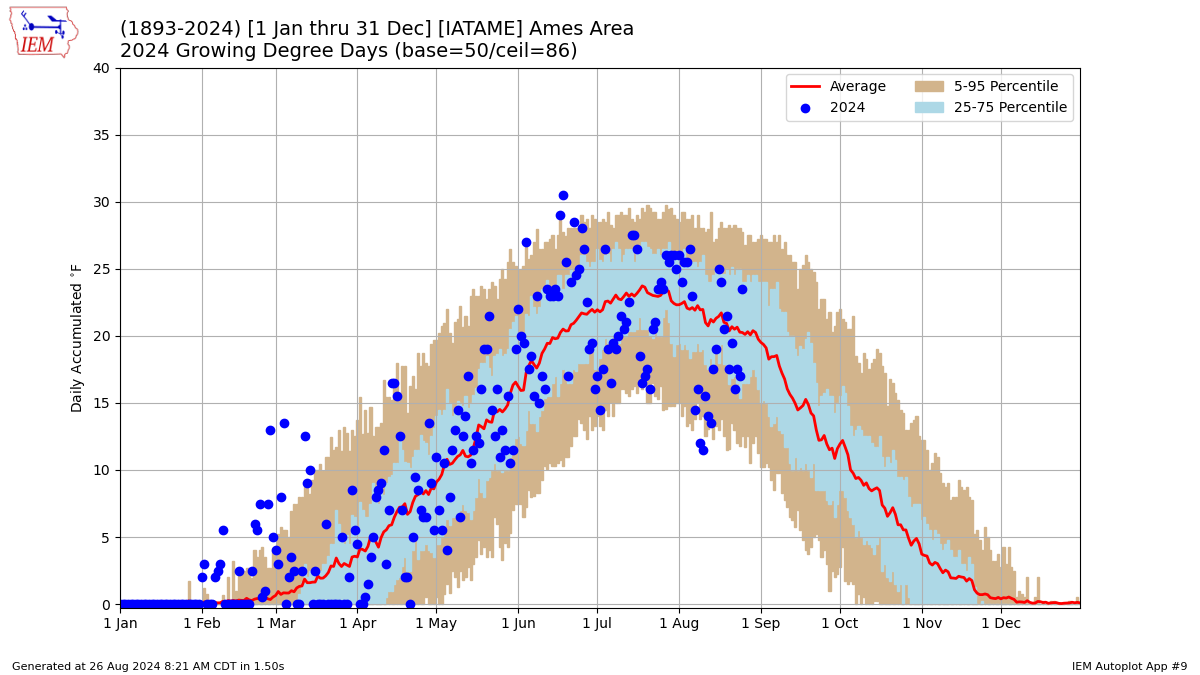 IEM
(1893-2024) [1 Jan thru 31 Dec] [IATAME] Ames Area
2024 Growing Degree Days (base=50/ceil=86)
Average
2024
5-95 Percentile
25-75 Percentile
Daily Accumulated °F
40
35
30
25
20
15
10
5
0
1 Jan 1 Feb 1 Mar 1 Apr 1 May 1 Jun 1 Jul 1 Aug 1 Sep 1 Oct 1 Nov 1 Dec
Generated at 26 Aug 2024 8:21 AM CDT in 1.50s
IEM Autoplot App #9